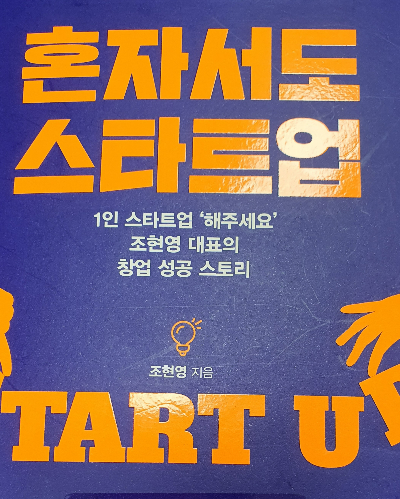 혼자서도
스타트업
1인 스타트업 ‘해주세요’
조현영 대표의
창업 성공 스토리
조현영 지음
TART U